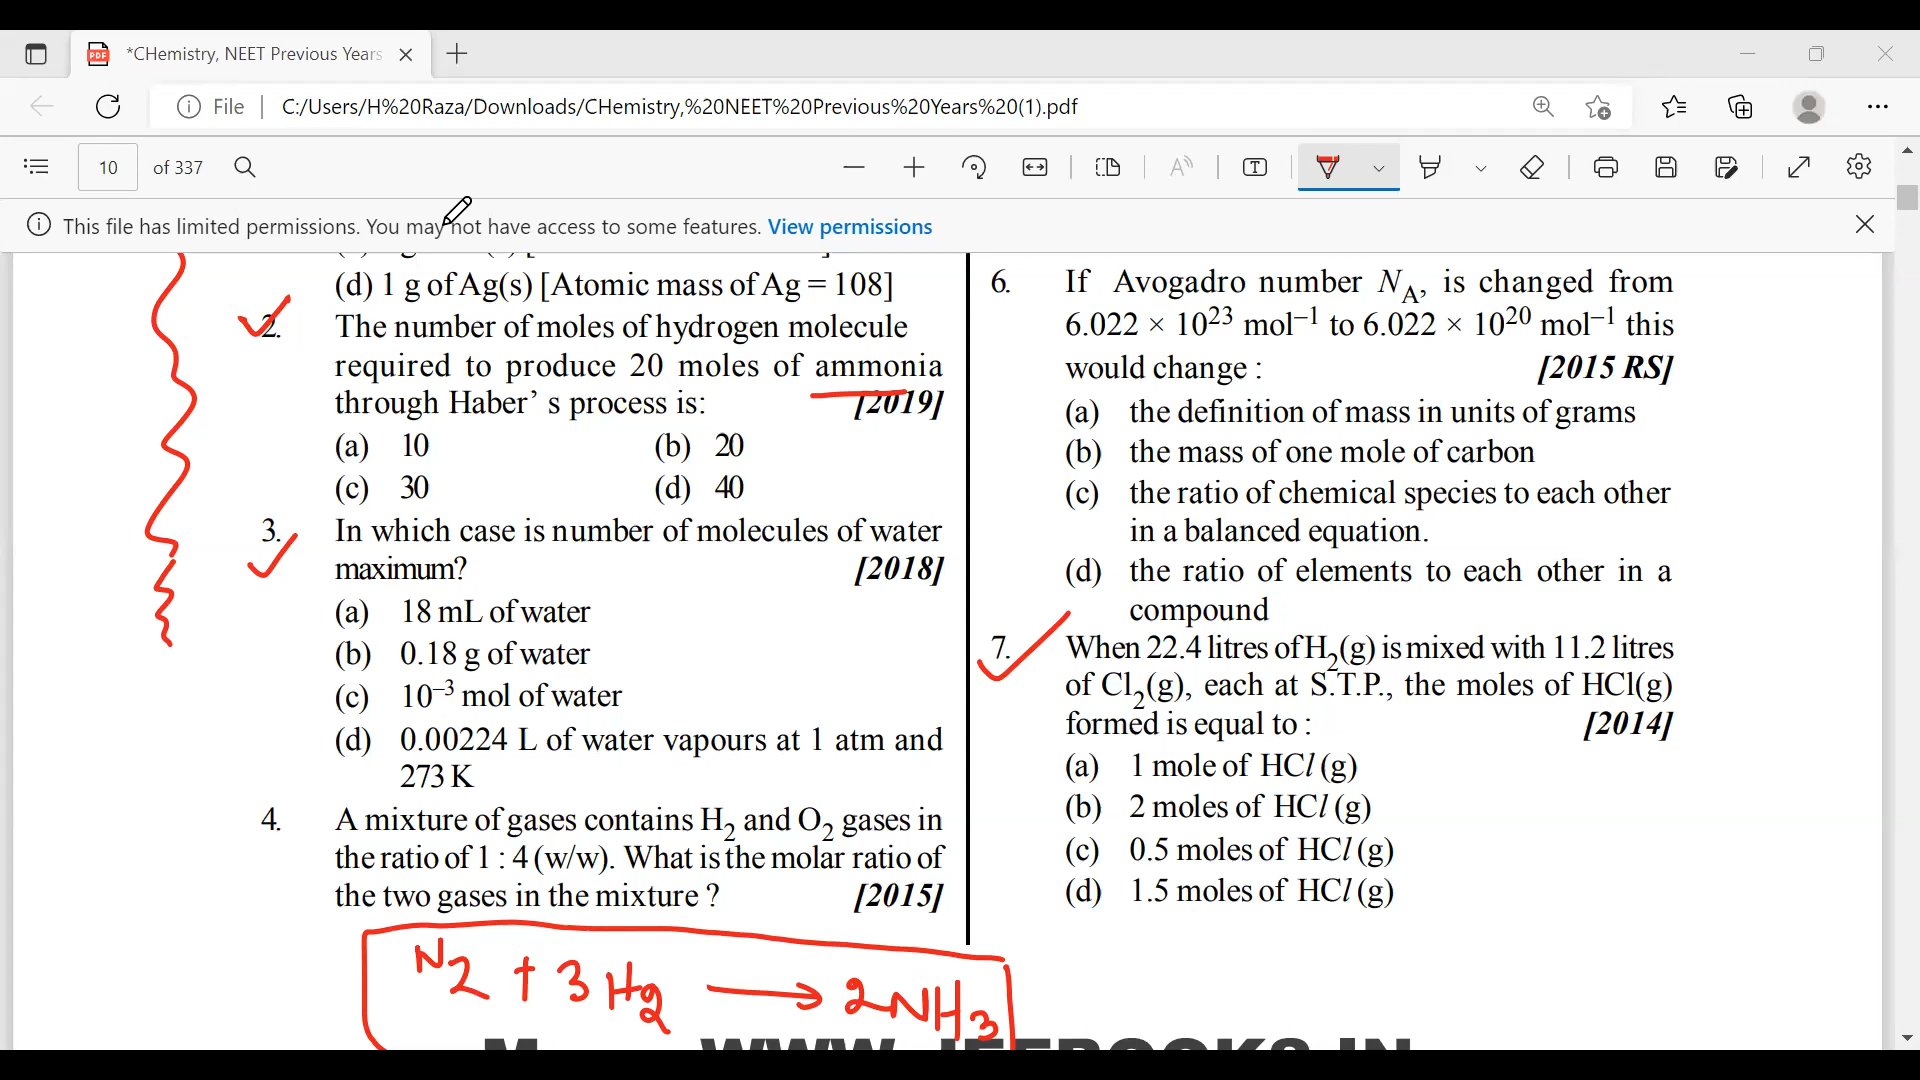 *CHemistry, NEET Previous Years
File
C:/Users/H%20Raza/Downloads/CHemistry,%20NEET%20Previous%20Years%20(1).pdf
10 of 337
This file has limited permissions. You may not have access to some features. View permissions
(d) 1 g of Ag(s) [Atomic mass of Ag = 108]
2. The number of moles of hydrogen molecule
required to produce 20 moles of ammonia
through Haber’ s process is: [2019]
(a) 10 (b) 20
(c) 30 (d) 40
3. In which case is number of molecules of water
maximum? [2018]
(a) 18 mL of water
(b) 0.18 g of water
(c) 10⁻³ mol of water
(d) 0.00224 L of water vapours at 1 atm and
273 K
4. A mixture of gases contains H₂ and O₂ gases in
the ratio of 1 : 4 (w/w). What is the molar ratio of
the two gases in the mixture ? [2015]
N₂ + 3H₂ → 2NH₃
6. If Avogadro number N_A, is changed from
6.022 × 10²³ mol⁻¹ to 6.022 × 10²⁰ mol⁻¹ this
would change : [2015 RS]
(a) the definition of mass in units of grams
(b) the mass of one mole of carbon
(c) the ratio of chemical species to each other
in a balanced equation.
(d) the ratio of elements to each other in a
compound
7. When 22.4 litres of H₂(g) is mixed with 11.2 litres
of Cl₂(g), each at S.T.P., the moles of HCl(g)
formed is equal to : [2014]
(a) 1 mole of HCl (g)
(b) 2 moles of HCl (g)
(c) 0.5 moles of HCl (g)
(d) 1.5 moles of HCl (g)